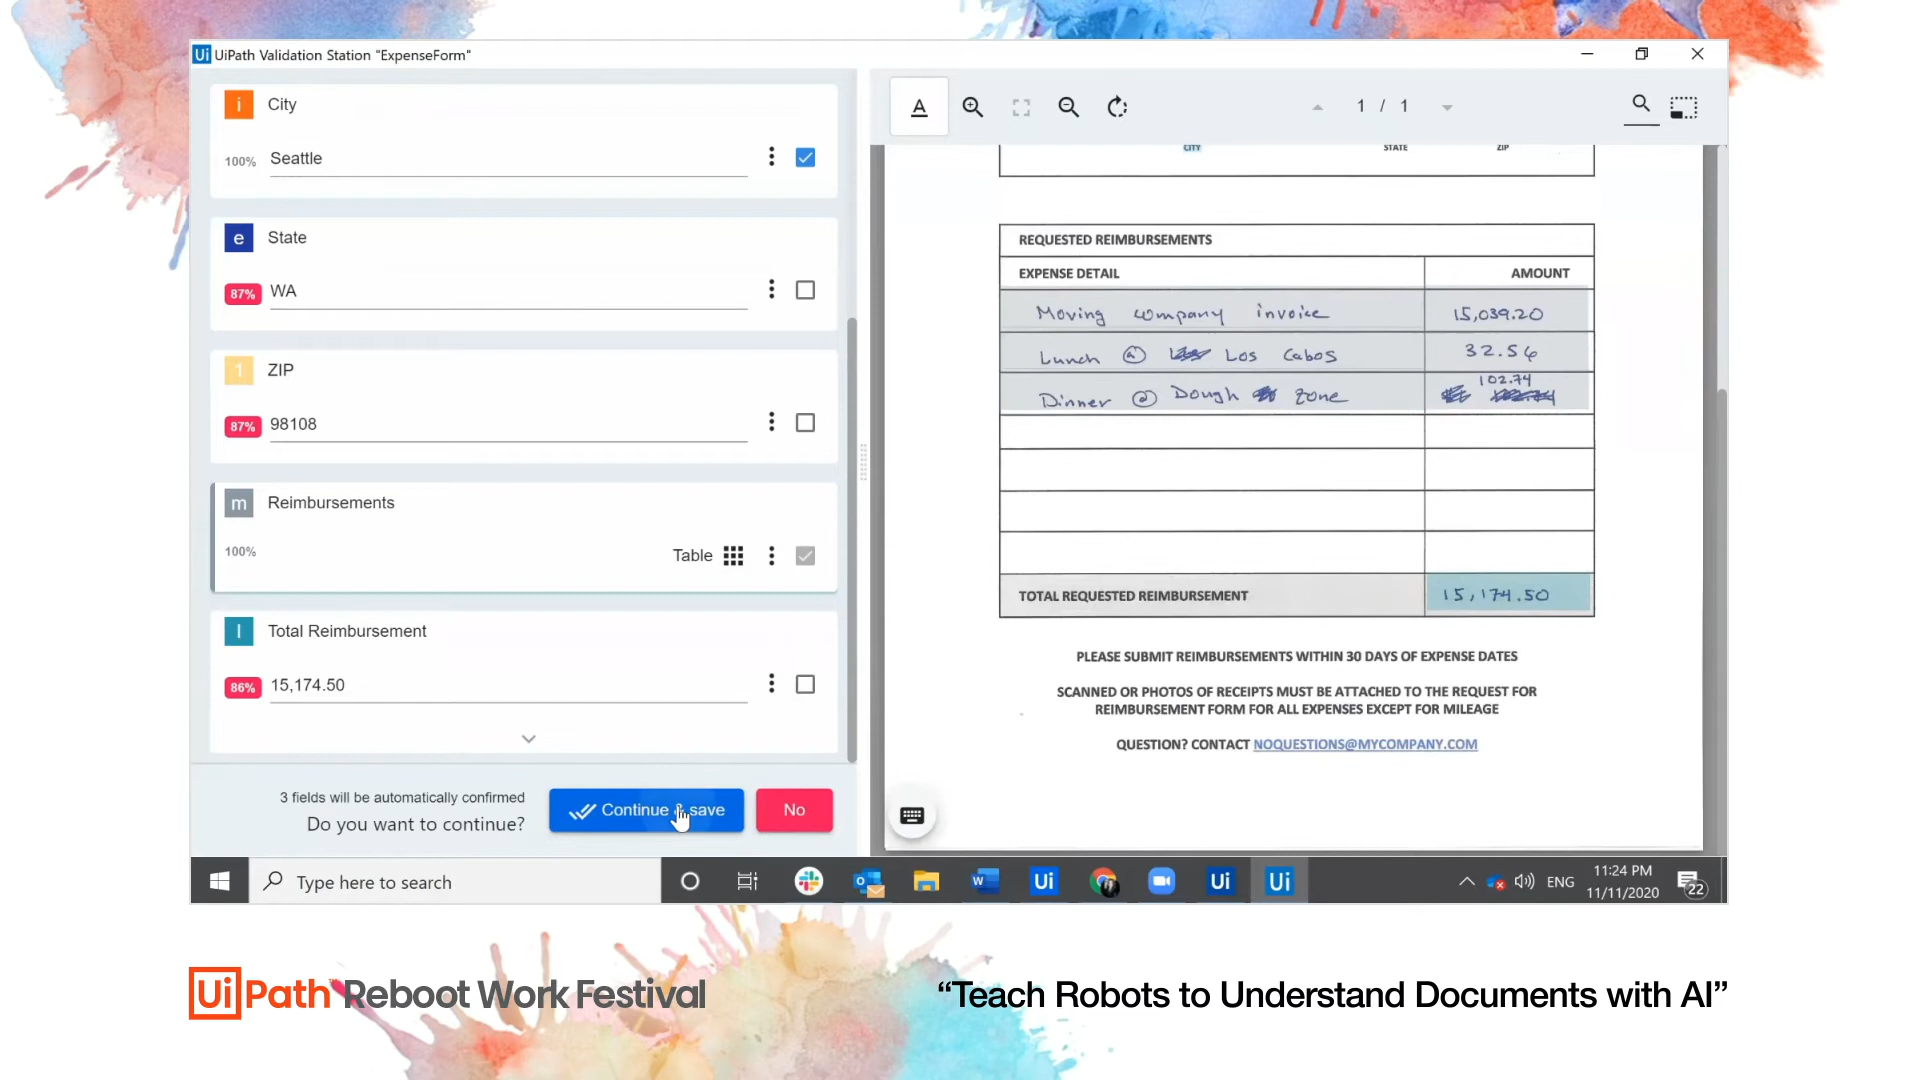 Ui UiPath Validation Station "ExpenseForm"
i City
100% Seattle
e State
87% WA
1 ZIP
87% 98108
m Reimbursements
100%
Table
l Total Reimbursement
86% 15,174.50
3 fields will be automatically confirmed
Do you want to continue?
Continue & save
No
A
1 / 1
CITY STATE ZIP
REQUESTED REIMBURSEMENTS
EXPENSE DETAIL AMOUNT
Moving company invoice 15,039.20
Lunch @ Los Cabos 32.56
Dinner @ Dough Zone 102.74
TOTAL REQUESTED REIMBURSEMENT 15,174.50
PLEASE SUBMIT REIMBURSEMENTS WITHIN 30 DAYS OF EXPENSE DATES
SCANNED OR PHOTOS OF RECEIPTS MUST BE ATTACHED TO THE REQUEST FOR
REIMBURSEMENT FORM FOR ALL EXPENSES EXCEPT FOR MILEAGE
QUESTION? CONTACT NOQUESTIONS@MYCOMPANY.COM
Type here to search
W
Ui
Ui
Ui
ENG
11:24 PM
11/11/2020
22
UiPath™ Reboot Work Festival
“Teach Robots to Understand Documents with AI”